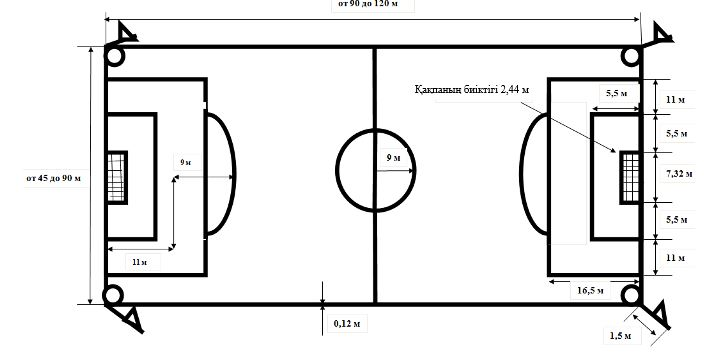 от 90 до 120 м
Қақпаның биіктігі 2,44 м
5,5 м
11 м
5,5 м
9 м
9 м
7,32 м
от 45 до 90 м
5,5 м
11 м
11 м
16,5 м
0,12 м
1,5м